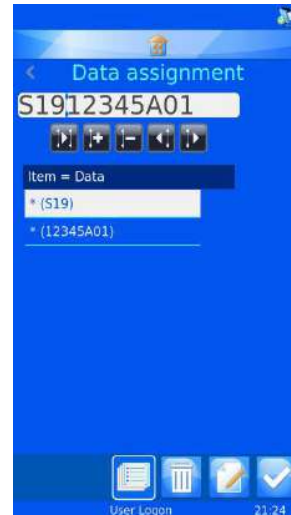 Data assignment
S1912345A01
Item = Data
* (S19)
* (12345A01)
User Logon 21:24